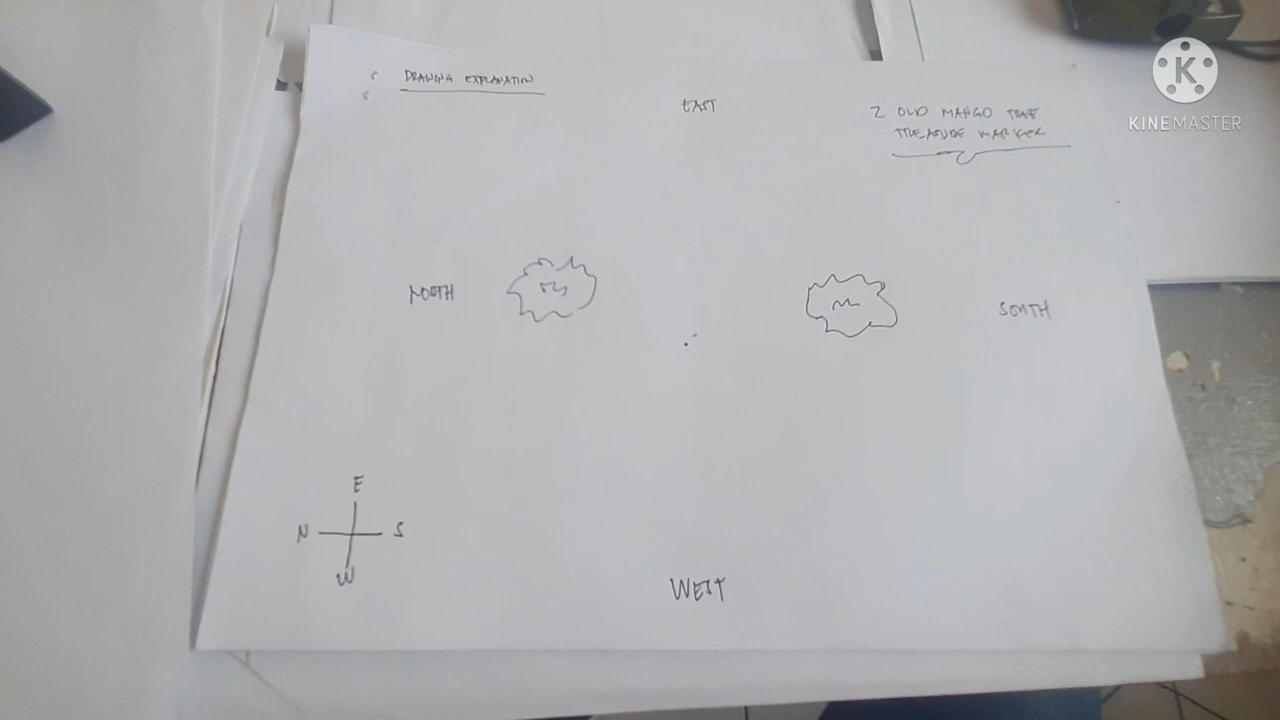 DRAWING EXPLANATION
EAST
2 OLD MANGO TREE
TREASURE MARKER
KINEMASTER
NORTH
M
M
SOUTH
E
N
S
W
WEST